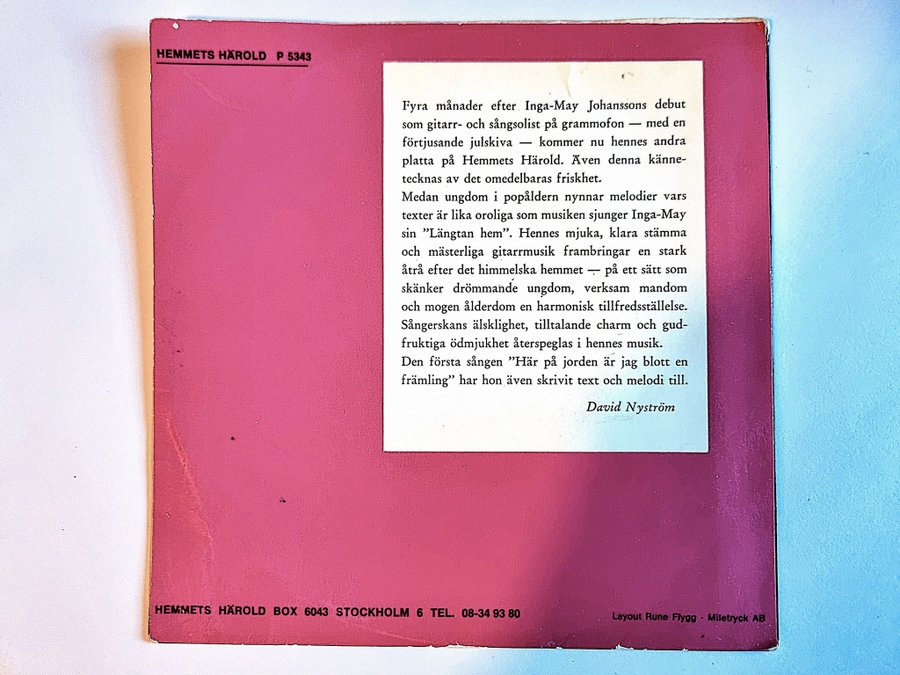 HEMMETS HÄROLD P 5343
Fyra månader efter Inga-May Johanssons debut
som gitarr- och sångsolist på grammofon — med en
förtjusande julskiva — kommer nu hennes andra
platta på Hemmets Härold. Även denna känne-
tecknas av det omedelbaras friskhet.
Medan ungdom i popåldern nynnar melodier vars
texter är lika oroliga som musiken sjunger Inga-May
sin ”Längtan hem”. Hennes mjuka, klara stämma
och mästerliga gitarrmusik frambringar en stark
åtrå efter det himmelska hemmet — på ett sätt som
skänker drömmande ungdom, verksam mandom
och mogen ålderdom en harmonisk tillfredsställelse.
Sångerskans älsklighet, tilltalande charm och gud-
fruktiga ödmjukhet återspeglas i hennes musik.
Den första sången ”Här på jorden är jag blott en
främling” har hon även skrivit text och melodi till.
David Nyström
HEMMETS HÄROLD BOX 6043 STOCKHOLM 6 TEL. 08-34 93 80
Layout Rune Flygg · Miletryck AB